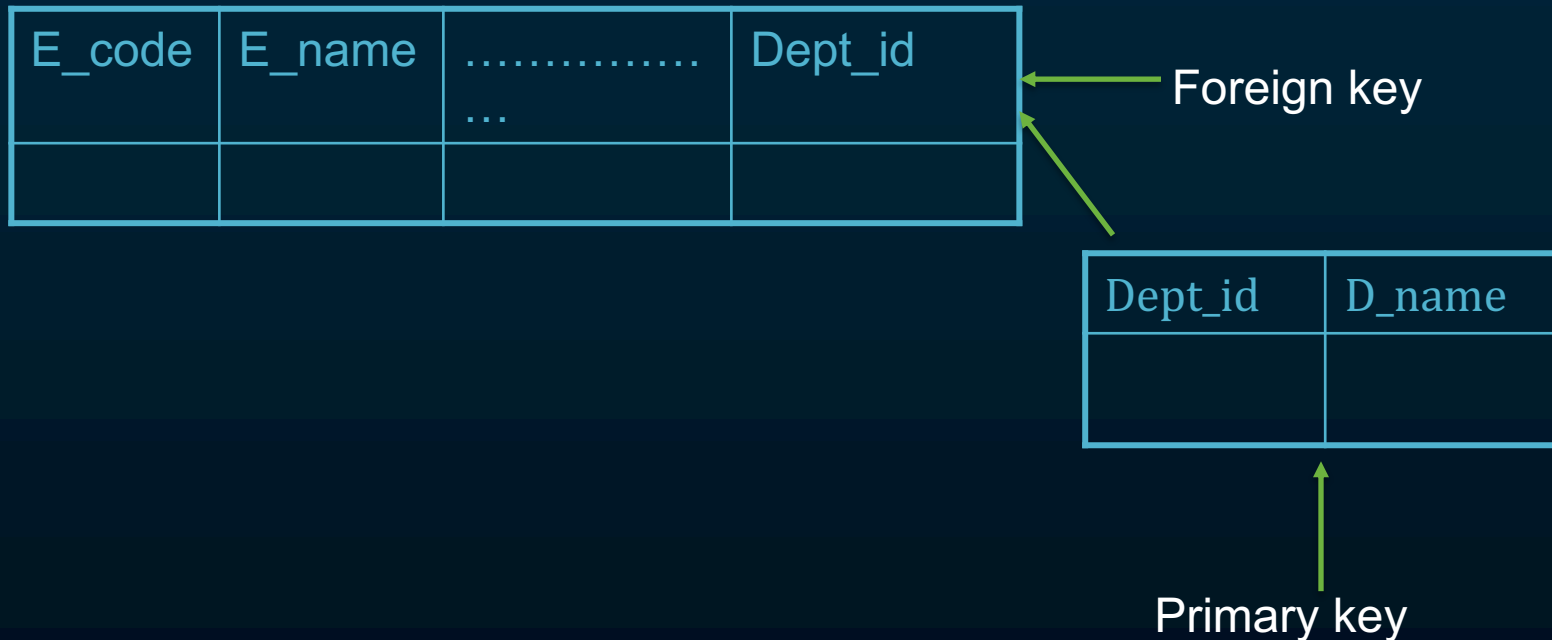 E_code E_name ............... Dept_id
...
Foreign key
Dept_id D_name
Primary key